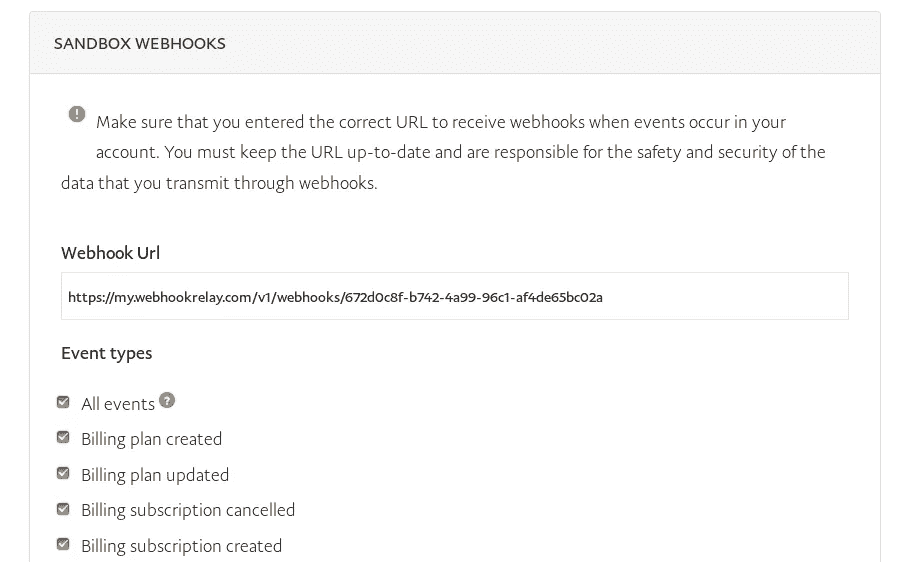 SANDBOX WEBHOOKS
Make sure that you entered the correct URL to receive webhooks when events occur in your
account. You must keep the URL up-to-date and are responsible for the safety and security of the
data that you transmit through webhooks.
Webhook Url
https://my.webhookrelay.com/v1/webhooks/672d0c8f-b742-4a99-96c1-af4de65bc02a
Event types
All events ?
Billing plan created
Billing plan updated
Billing subscription cancelled
Billing subscription created